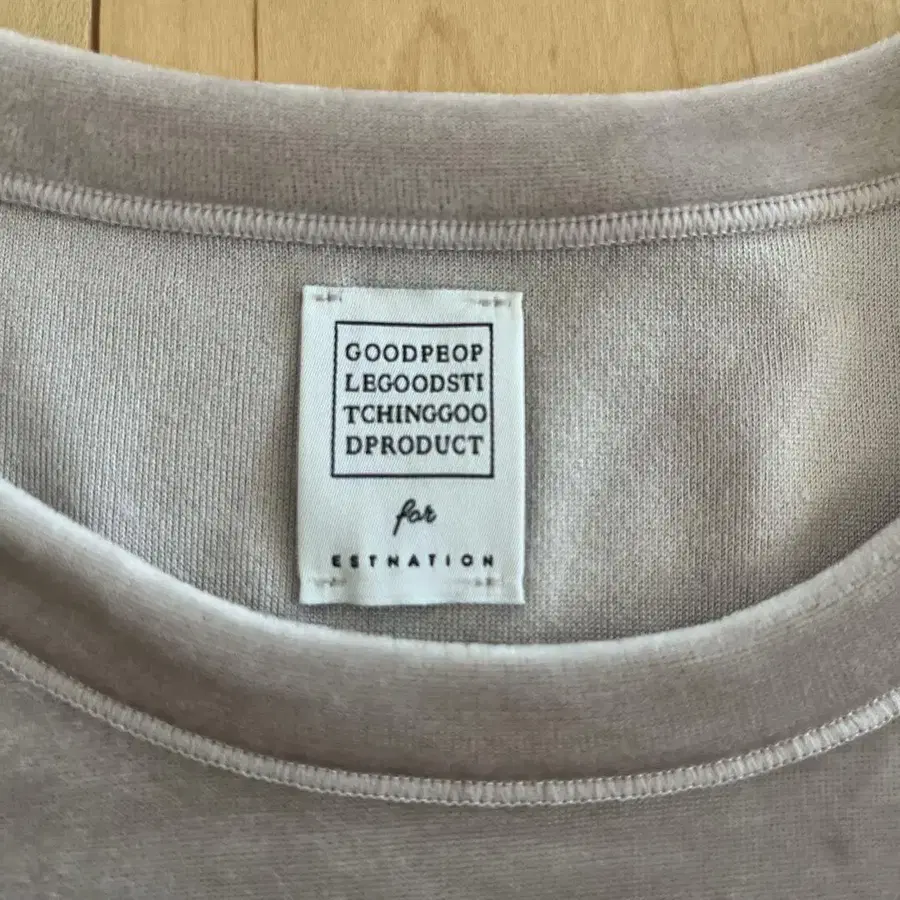 GOODPEOP
LEGOODSTI
TCHINGGOO
DPRODUCT
for
ESTNATION